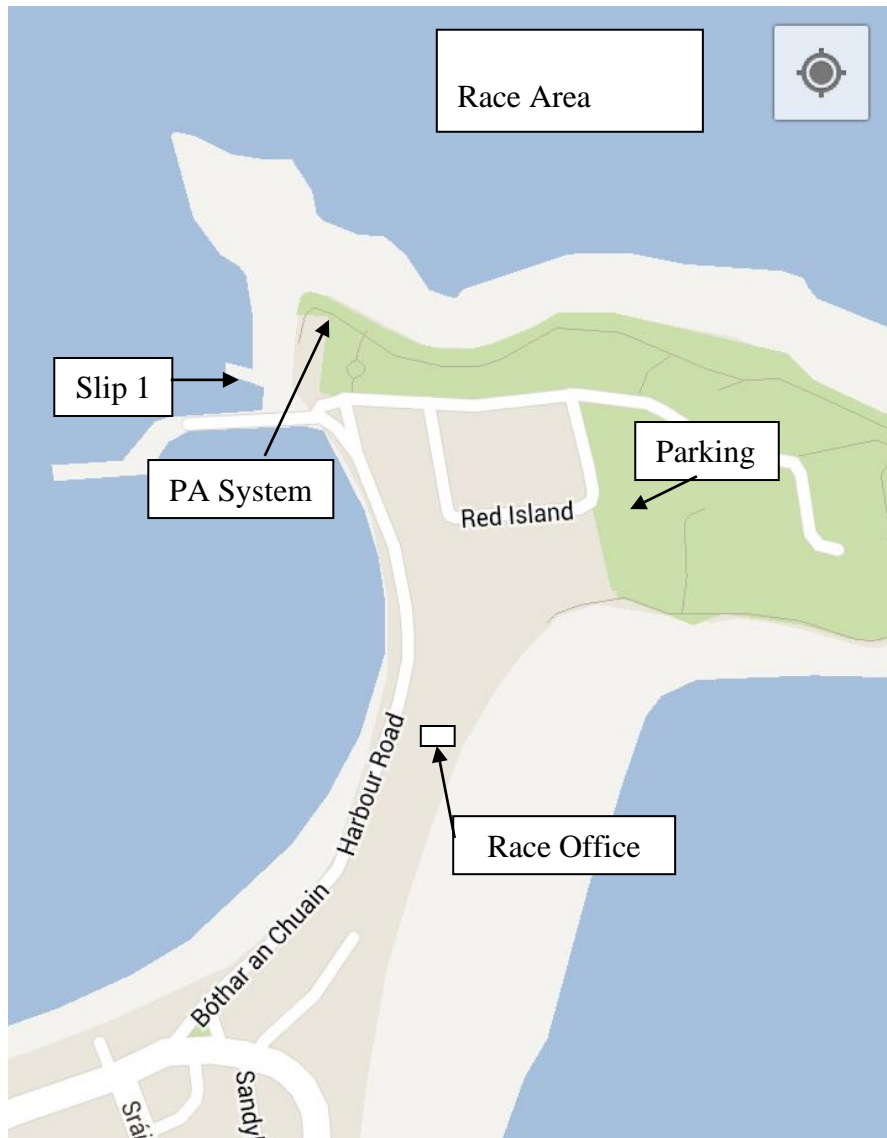 Race Area
Slip 1
Parking
PA System
Red Island
Harbour Road
Race Office
Bóthar an Chuain